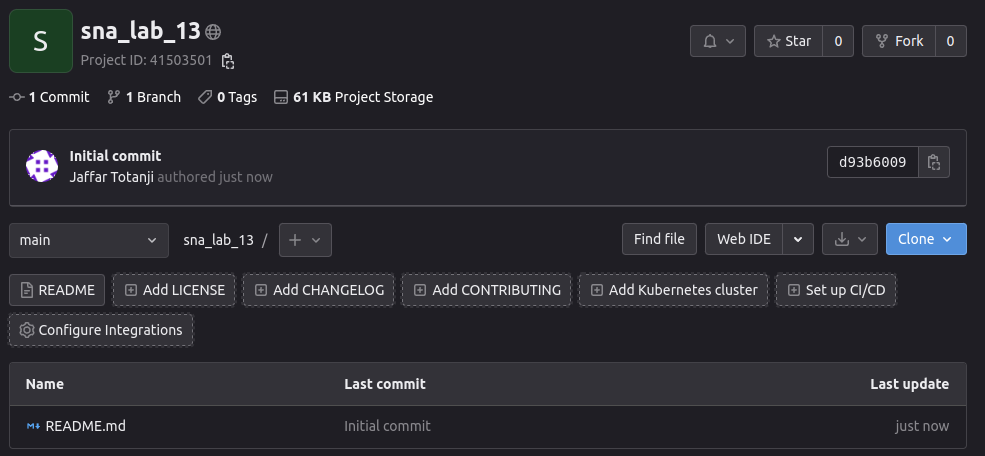 S
sna_lab_13
Project ID: 41503501
Star 0
Fork 0
1 Commit 1 Branch 0 Tags 61 KB Project Storage
Initial commit
Jaffar Totanji authored just now
d93b6009
main sna_lab_13 / Find file Web IDE Clone
README Add LICENSE Add CHANGELOG Add CONTRIBUTING Add Kubernetes cluster Set up CI/CD
Configure Integrations
Name Last commit Last update
README.md Initial commit just now